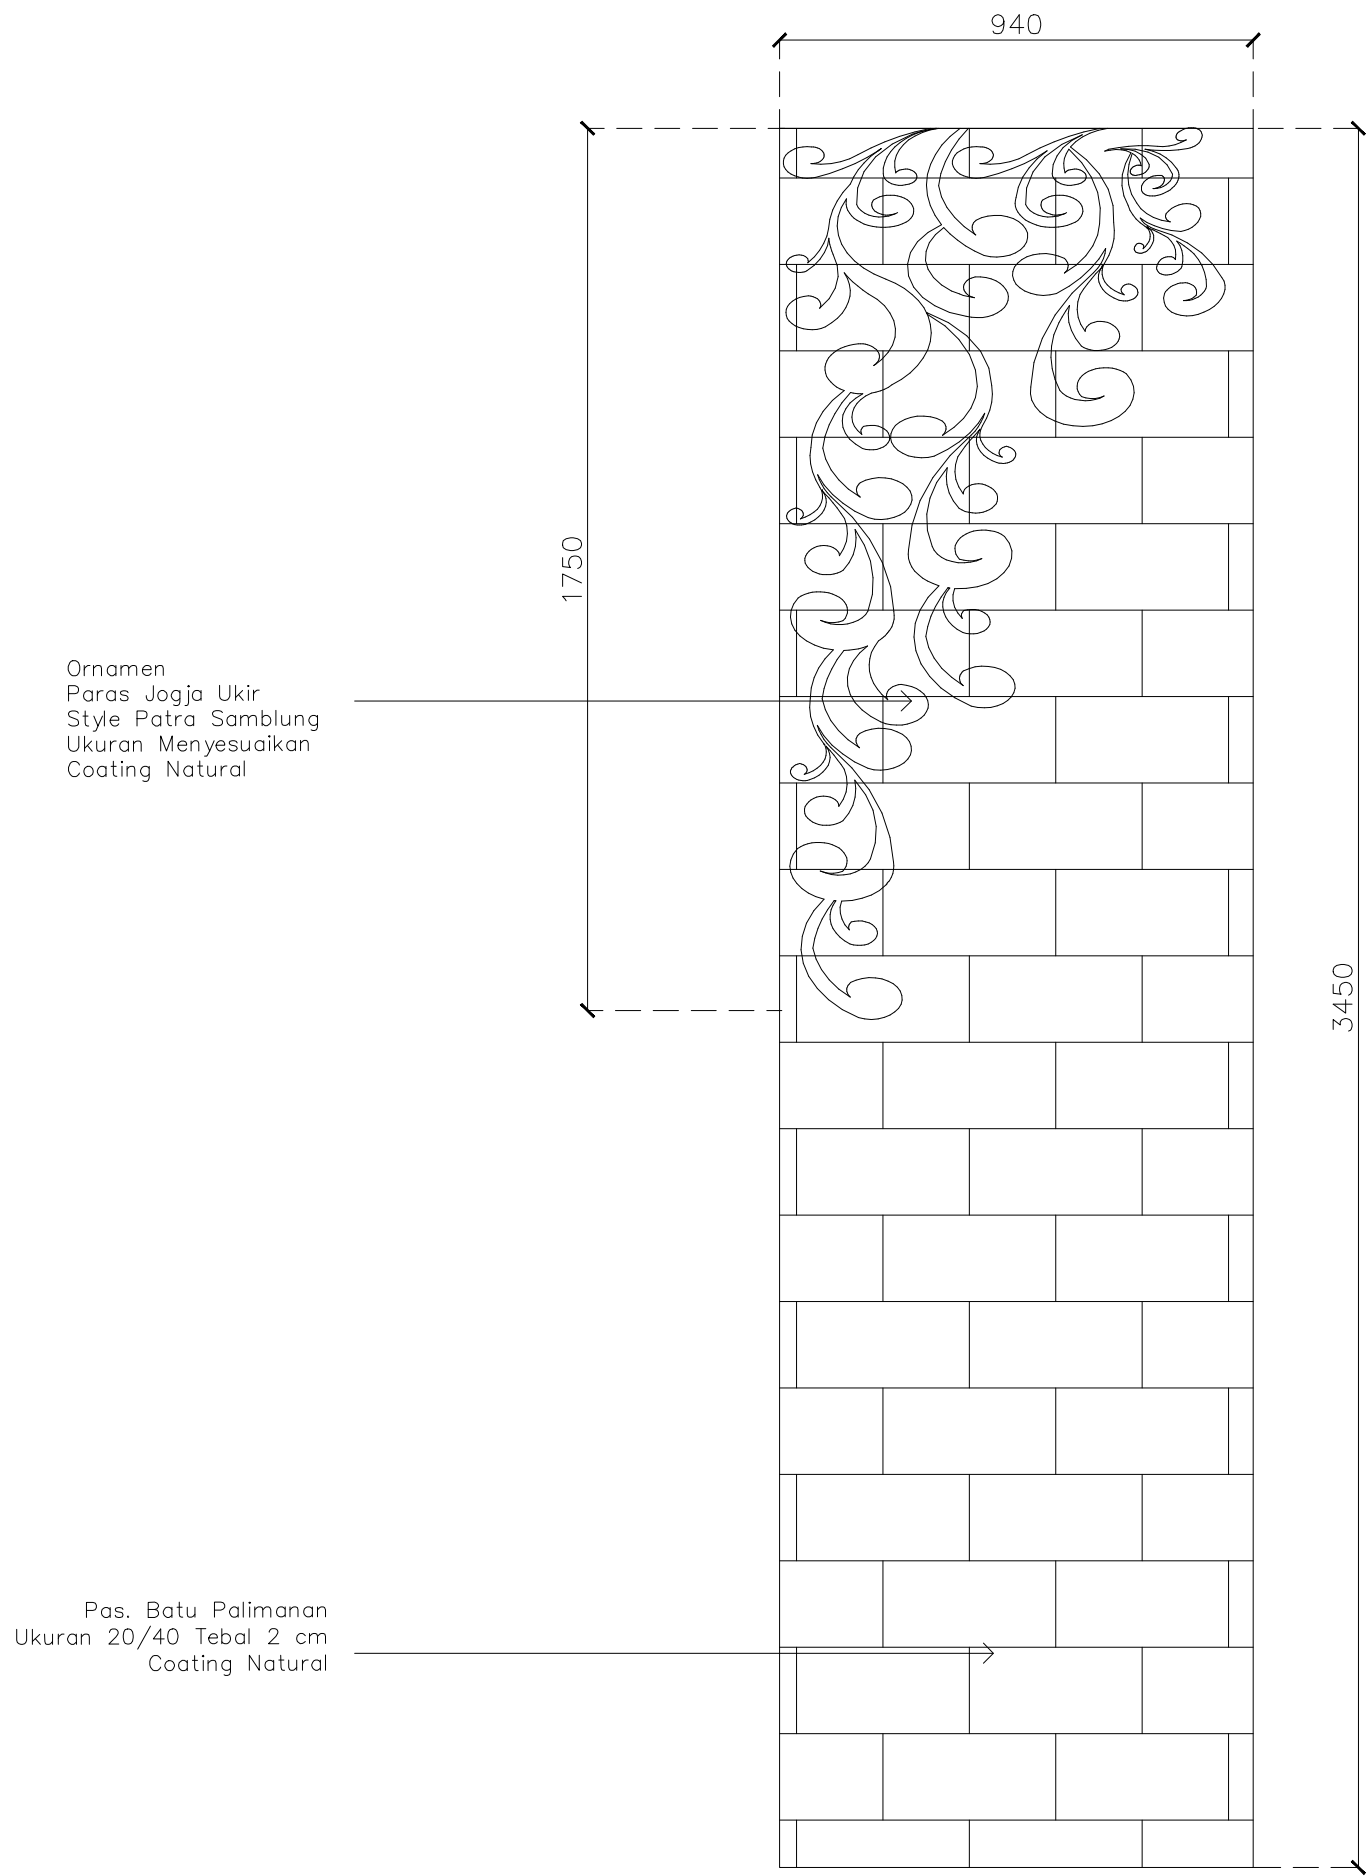 940
1750
Ornamen
Paras Jogja Ukir
Style Patra Samblung
Ukuran Menyesuaikan
Coating Natural
3450
Pas. Batu Palimanan
Ukuran 20/40 Tebal 2 cm
Coating Natural